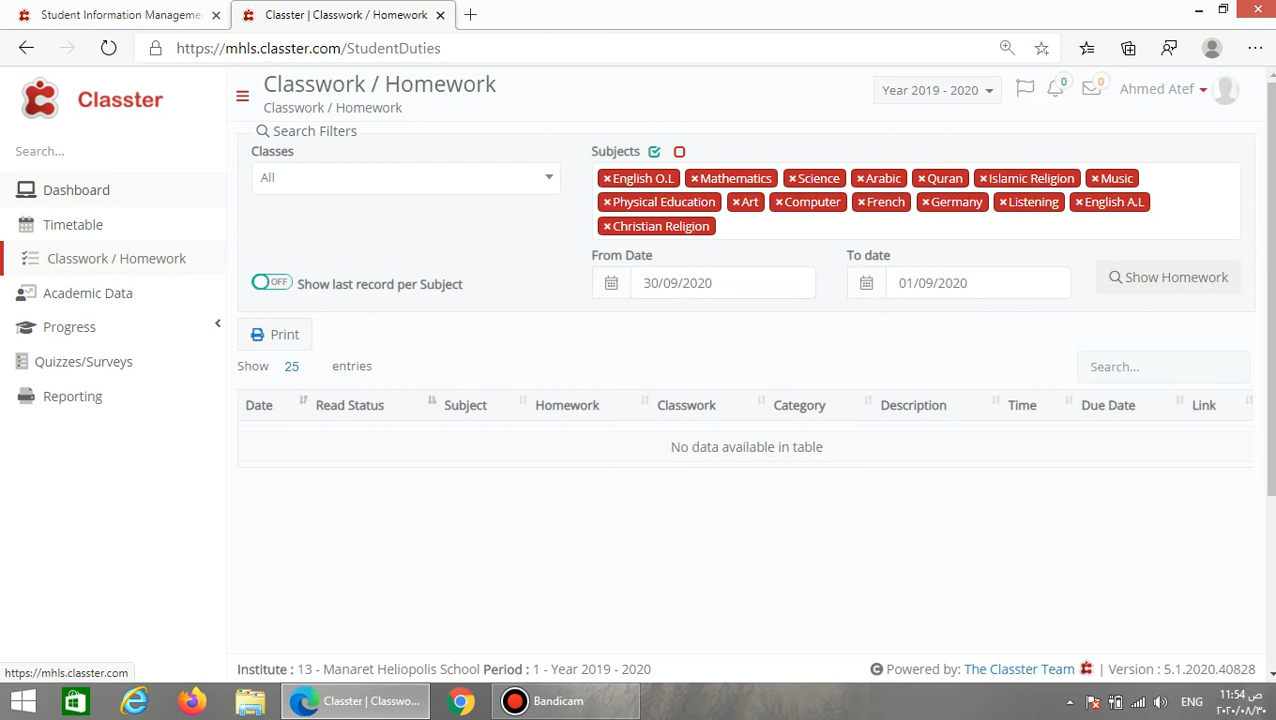 Student Information Manageme
Classter | Classwork / Homework
https://mhls.classter.com/StudentDuties
Classter
Classwork / Homework
Classwork / Homework
Year 2019 - 2020
0
0
Ahmed Atef
Search...
Dashboard
Timetable
Classwork / Homework
Academic Data
Progress
Quizzes/Surveys
Reporting
Search Filters
Classes
All
Subjects
×English O.L ×Mathematics ×Science ×Arabic ×Quran ×Islamic Religion ×Music
×Physical Education ×Art ×Computer ×French ×Germany ×Listening ×English A.L
×Christian Religion
OFF Show last record per Subject
From Date
30/09/2020
To date
01/09/2020
Show Homework
Print
Show 25 entries
Search...
Date Read Status Subject Homework Classwork Category Description Time Due Date Link
No data available in table
Institute : 13 - Manaret Heliopolis School Period : 1 - Year 2019 - 2020
Powered by: The Classter Team | Version : 5.1.2020.40828
https://mhls.classter.com
Classter | Classwo...
Bandicam
ENG
11:54 ص
٢٠٢٠/٠٨/٣٠